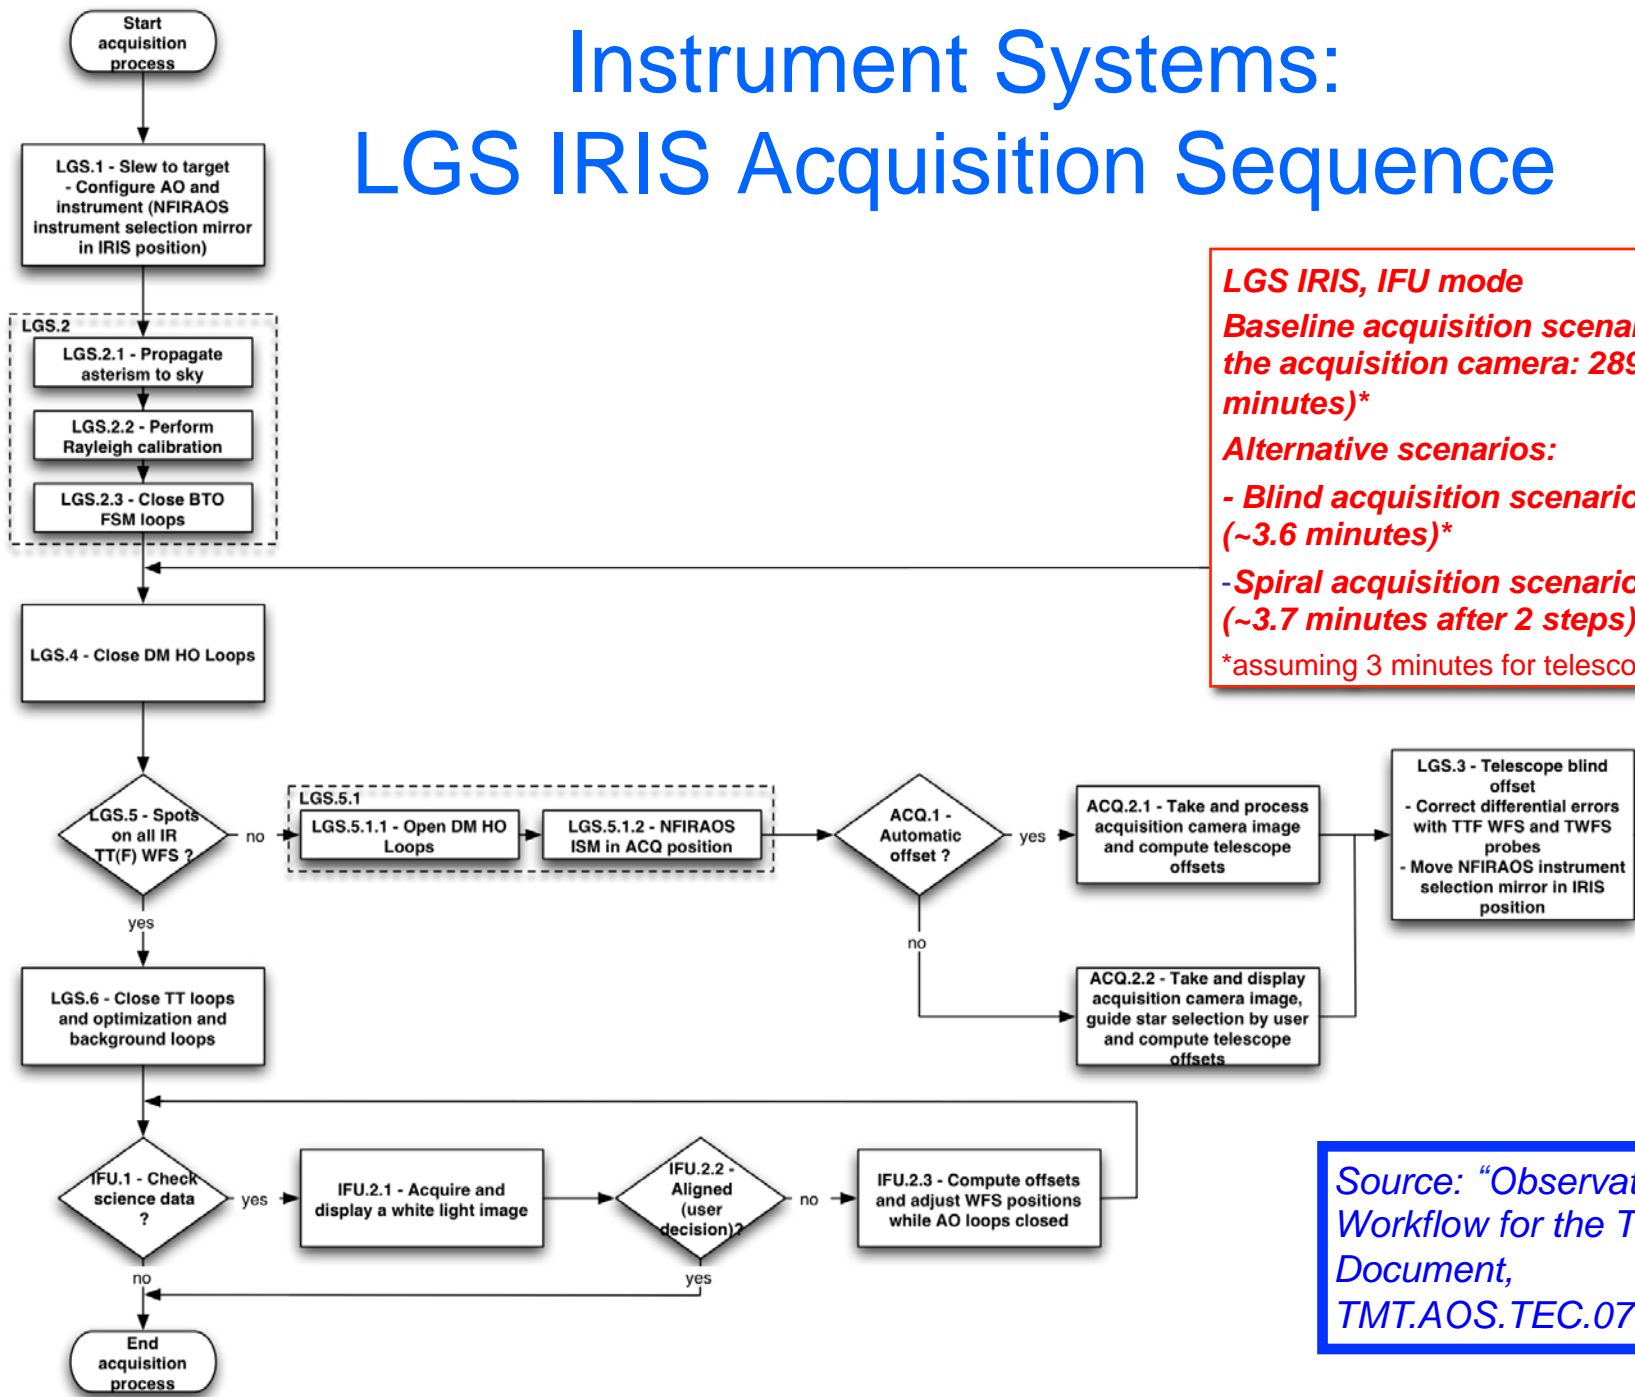 Instrument Systems:
LGS IRIS Acquisition Sequence
Start
acquisition
process
LGS.1 - Slew to target
- Configure AO and
instrument (NFIRAOS
instrument selection mirror
in IRIS position)
LGS.2
LGS.2.1 - Propagate
asterism to sky
LGS.2.2 - Perform
Rayleigh calibration
LGS.2.3 - Close BTO
FSM loops
LGS IRIS, IFU mode
Baseline acquisition
the acquisition camera: 289
minutes)*
Alternative scenarios:
- Blind acquisition scenario
(~3.6 minutes)*
-Spiral acquisition scenario
(~3.7 minutes after 2 steps)
*assuming 3 minutes for
LGS.4 - Close DM HO Loops
LGS.5 - Spots
on all IR
TT(F) WFS ?
no
yes
LGS.5.1
LGS.5.1.1 - Open DM HO
Loops
LGS.5.1.2 - NFIRAOS
ISM in ACQ position
ACQ.1 -
Automatic
offset ?
yes
no
ACQ.2.1 - Take and process
acquisition camera image
and compute telescope
offsets
ACQ.2.2 - Take and display
acquisition camera image,
guide star selection by user
and compute telescope
offsets
LGS.3 - Telescope blind
offset
- Correct differential errors
with TTF WFS and TWFS
probes
- Move NFIRAOS instrument
selection mirror in IRIS
position
LGS.6 - Close TT loops
and optimization and
background loops
IFU.1 - Check
science data
?
yes
no
IFU.2.1 - Acquire and
display a white light image
IFU.2.2 -
Aligned
(user
decision)?
no
yes
IFU.2.3 - Compute offsets
and adjust WFS positions
while AO loops closed
End
acquisition
process
Source:
Workflow for the
Document,
TMT.AOS.TEC.07